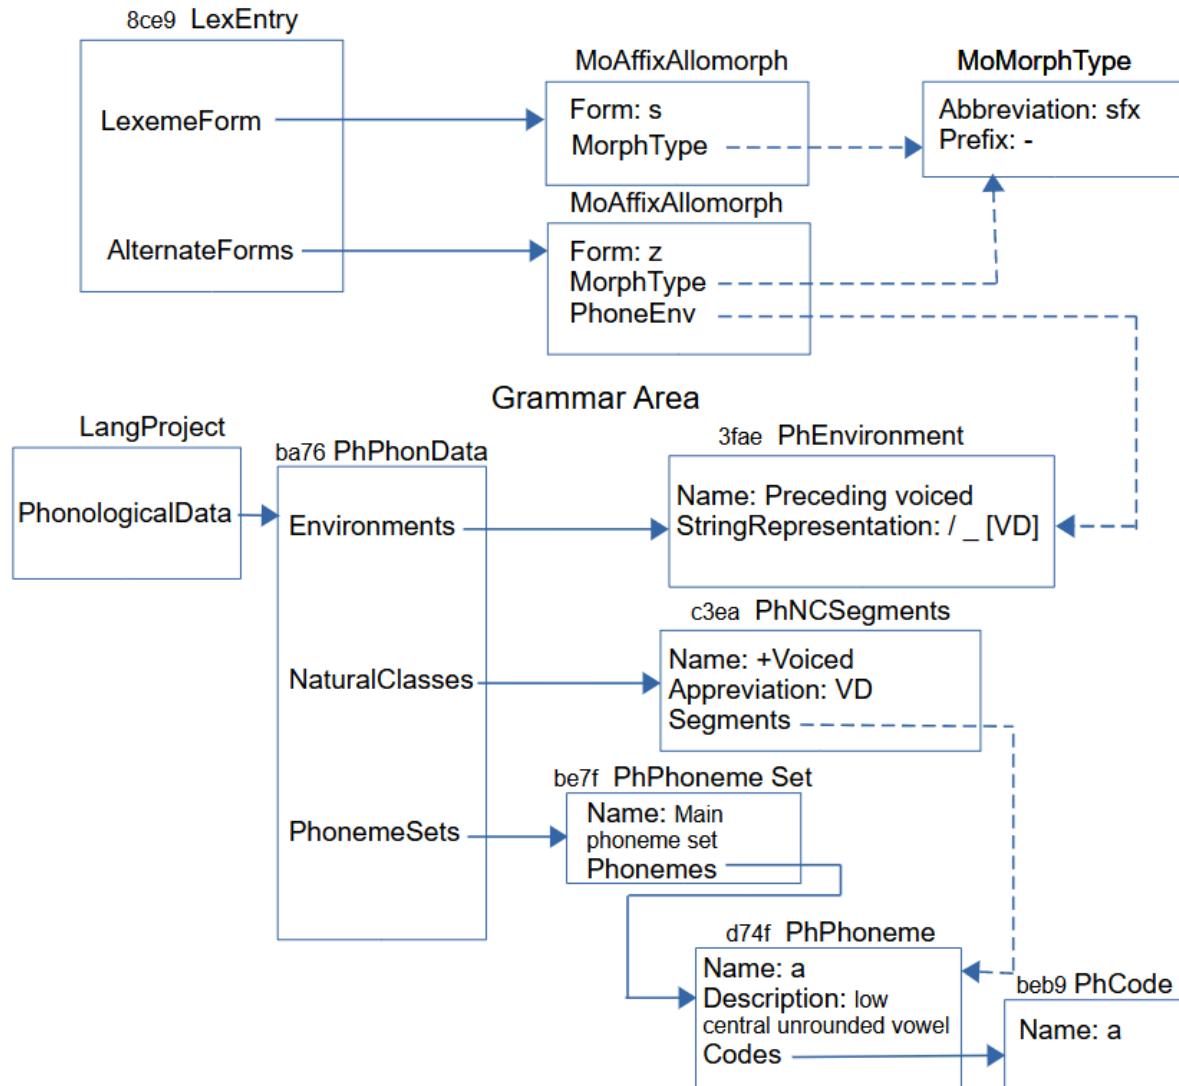 8ce9 LexEntry
LexemeForm
AlternateForms
MoAffixAllomorph
Form: s
MorphType
MoMorphType
Abbreviation: sfx
Prefix: -
MoAffixAllomorph
Form: z
MorphType
PhoneEnv
Grammar Area
LangProject
PhonologicalData
ba76 PhPhonData
Environments
NaturalClasses
PhonemeSets
3fae PhEnvironment
Name: Preceding voiced
StringRepresentation: / _ [VD]
c3ea PhNCSegments
Name: +Voiced
Appreviation: VD
Segments
be7f PhPhoneme Set
Name: Main
phoneme set
Phonemes
d74f PhPhoneme
Name: a
Description: low
central unrounded vowel
Codes
beb9 PhCode
Name: a